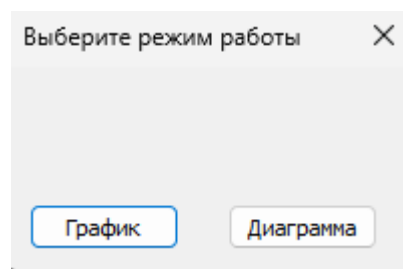 Выберите режим работы
График
Диаграмма